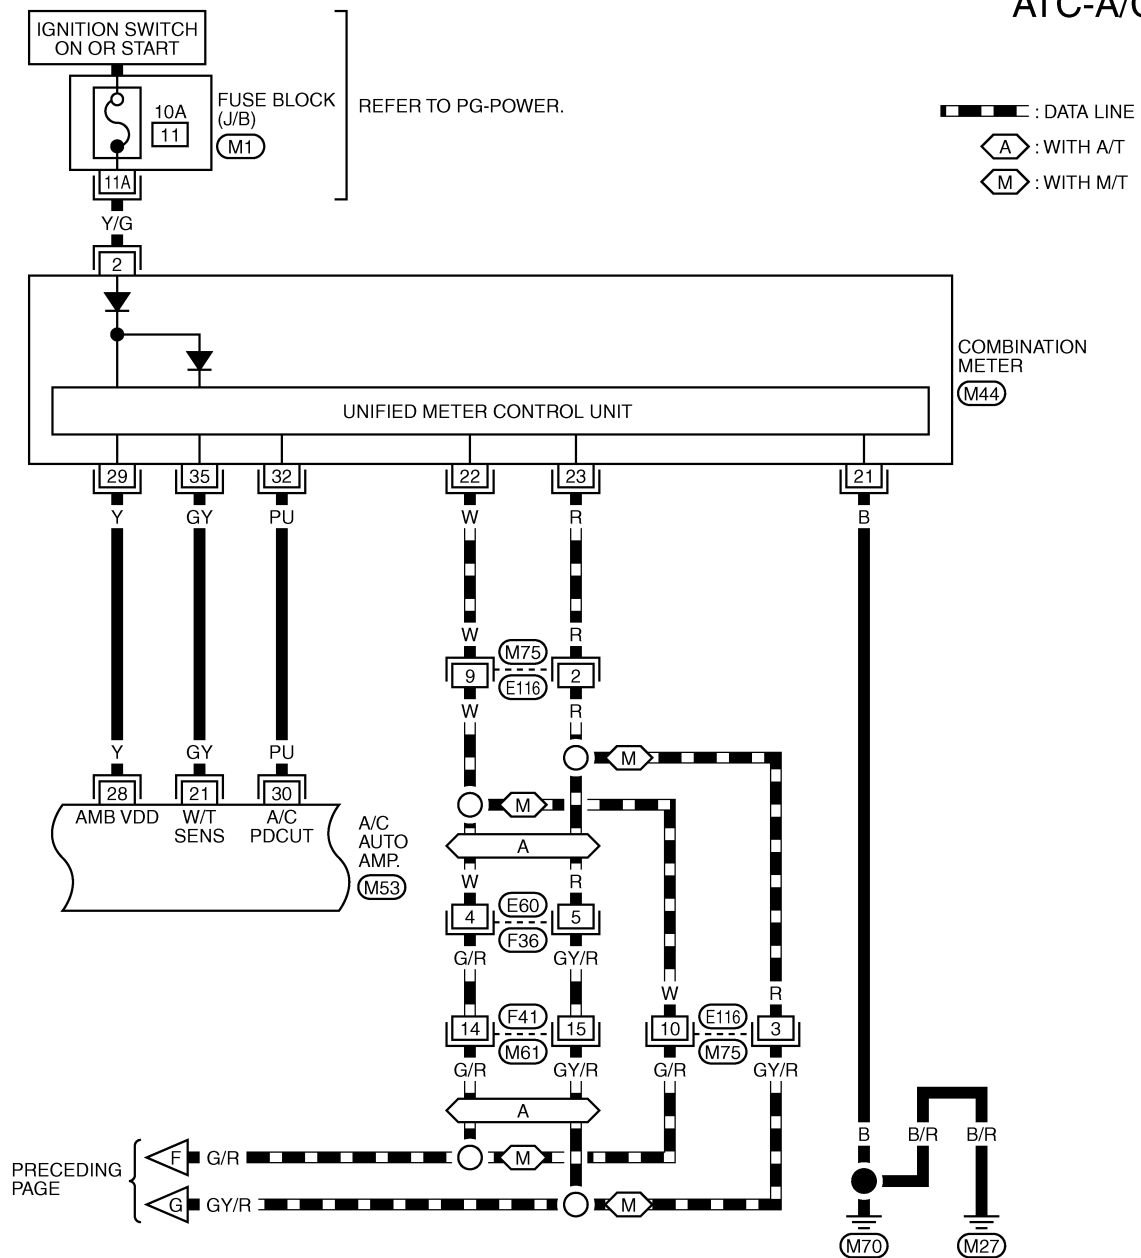 ATC-A/C
IGNITION SWITCH
ON OR START
FUSE BLOCK
(J/B)
10A
11
M1
REFER TO PG-POWER.
: DATA LINE
A : WITH A/T
M : WITH M/T
11A
Y/G
2
COMBINATION
METER
M44
UNIFIED METER CONTROL UNIT
29 35 32 22 23 21
Y GY PU W R B
W R
M75
9 2
E116
W R
Y GY PU
M
28 21 30
AMB VDD W/T
SENS A/C
PDCUT
M
A/C
AUTO
AMP.
M53
A
W R
E60
4 5
F36
G/R GY/R
W R
F41 E116
14 15 10 3
M61 M75
G/R GY/R G/R GY/R
A
B B/R B/R
PRECEDING
PAGE
F G/R M
G GY/R M
M70 M27